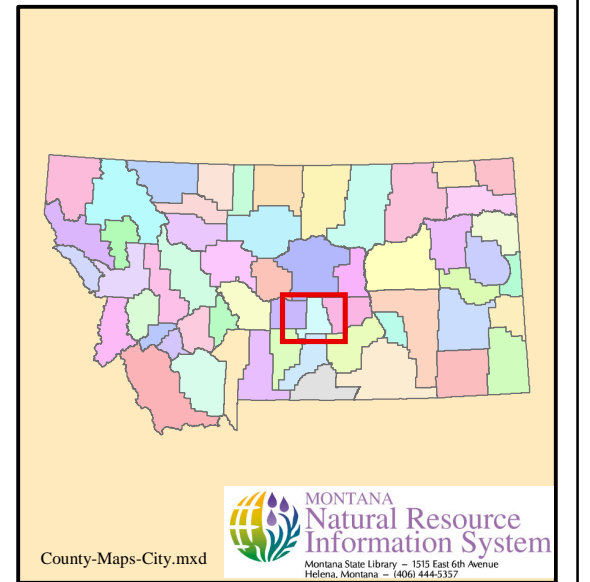 MONTANA
Natural Resource
Information System
County-Maps-City.mxd
Montana State Library – 1515 East 6th Avenue
Helena, Montana – (406) 444-5357